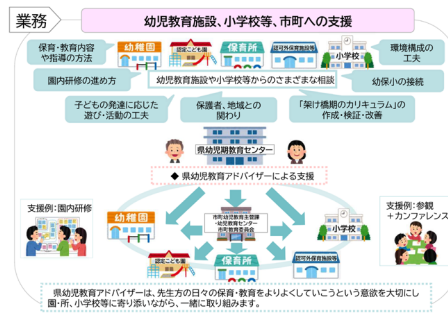 業務
幼児教育施設、小学校等、市町への支援
保育・教育内容
や指導の方法
幼稚園
認定こども園
保育所
認可外保育施設等
小学校
環境構成の
工夫
園内研修の進め方
幼児教育施設や小学校等からのさまざまな相談
幼保小の接続
子どもの発達に応じた
遊び・活動の工夫
保護者、地域との
関わり
「架け橋期のカリキュラム」の
作成・検証・改善
県幼児期教育センター
◆ 県幼児教育アドバイザーによる支援
支援例：園内研修
幼稚園
市町幼児教育主管課
・幼児教育センター
市町教育委員会
小学校
支援例：参観
＋カンファレンス
認定こども園
保育所
認可外保育施設等
県幼児教育アドバイザーは、先生方の日々の保育・教育をよりよくしていこうという意欲を大切にし
園・所、小学校等に寄り添いながら、一緒に取り組みます。